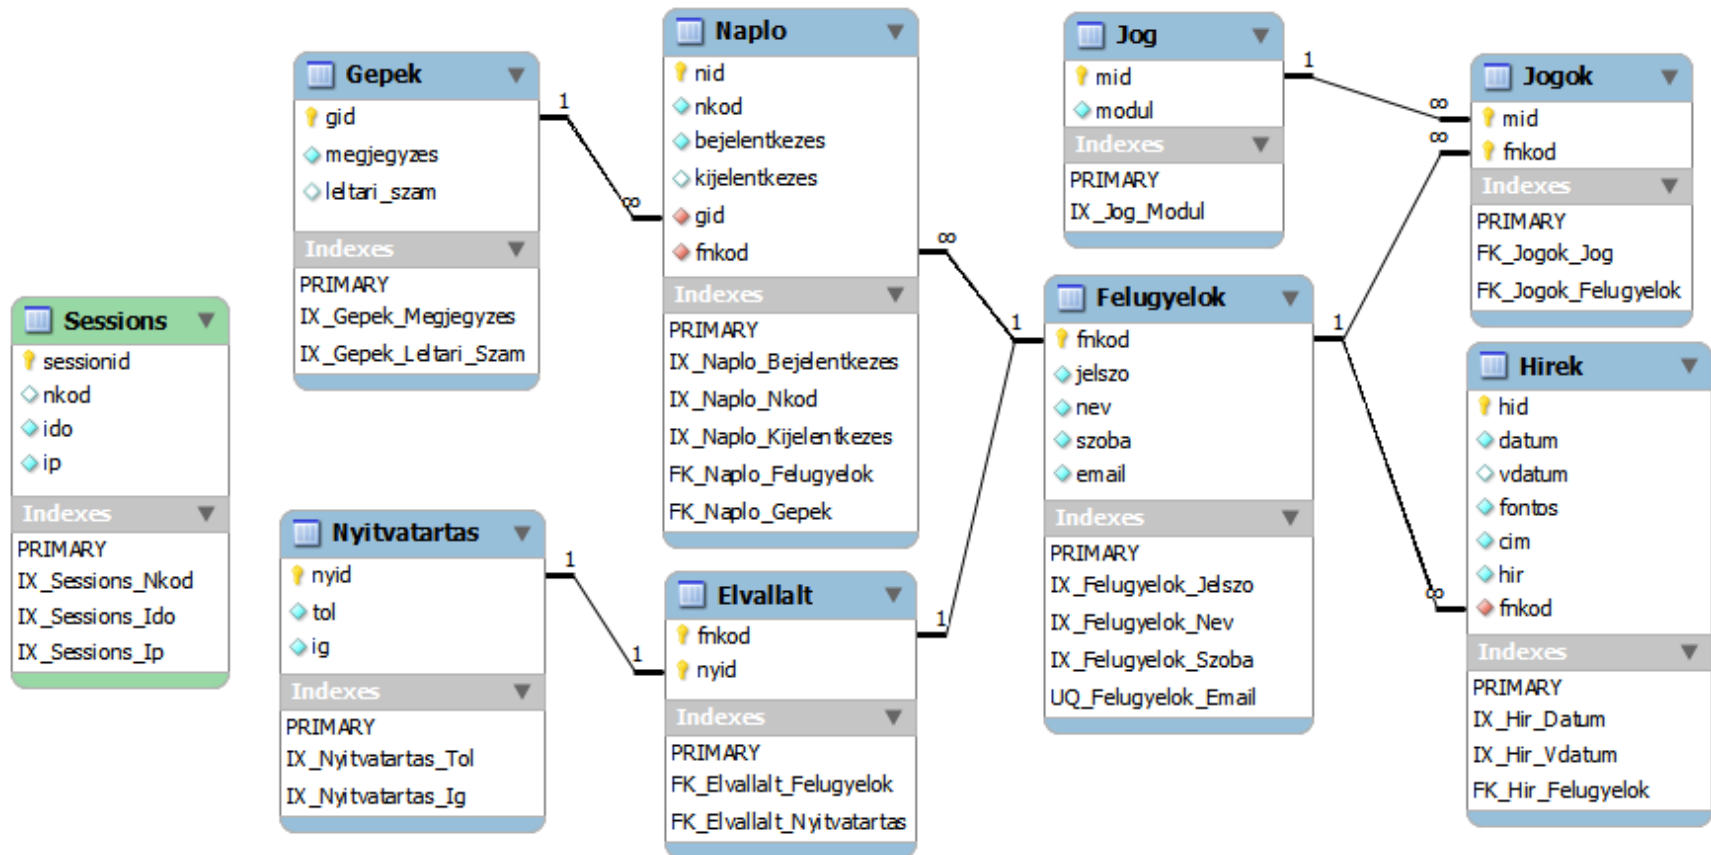 Sessions
sessionid
nkod
ido
ip
Indexes
PRIMARY
IX_Sessions_Nkod
IX_Sessions_Ido
IX_Sessions_Ip
Gepek
gid
megjegyzes
leltari_szam
Indexes
PRIMARY
IX_Gepek_Megjegyzes
IX_Gepek_Leltari_Szam
1
∞
Nyitvatartas
nyid
tol
ig
Indexes
PRIMARY
IX_Nyitvatartas_Tol
IX_Nyitvatartas_Ig
1
1
Naplo
nid
nkod
bejelentkezes
kijelentkezes
gid
fnkod
Indexes
PRIMARY
IX_Naplo_Bejelentkezes
IX_Naplo_Nkod
IX_Naplo_Kijelentkezes
FK_Naplo_Felugyelok
FK_Naplo_Gepek
∞
1
Elvallalt
fnkod
nyid
Indexes
PRIMARY
FK_Elvallalt_Felugyelok
FK_Elvallalt_Nyitvatartas
1
Jog
mid
modul
Indexes
PRIMARY
IX_Jog_Modul
1
∞
Felugyelok
fnkod
jelszo
nev
szoba
email
Indexes
PRIMARY
IX_Felugyelok_Jelszo
IX_Felugyelok_Nev
IX_Felugyelok_Szoba
UQ_Felugyelok_Email
1
∞
∞
Jogok
mid
fnkod
Indexes
PRIMARY
FK_Jogok_Jog
FK_Jogok_Felugyelok
Hirek
hid
datum
vdatum
fontos
cim
hir
fnkod
Indexes
PRIMARY
IX_Hir_Datum
IX_Hir_Vdatum
FK_Hir_Felugyelok